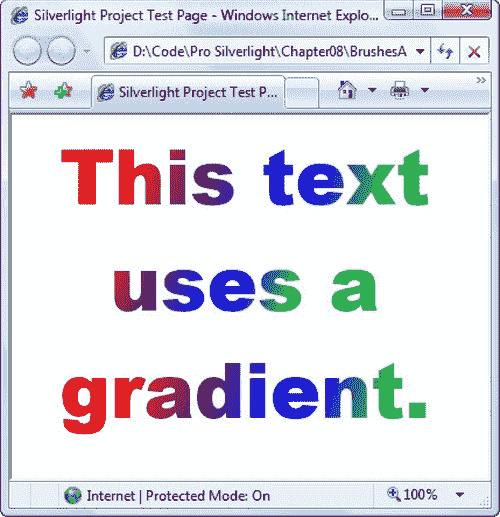 Silverlight Project Test Page - Windows Internet Explo...
D:\Code\Pro Silverlight\Chapter08\BrushesA
Silverlight Project Test P...
This text
uses a
gradient.
Internet | Protected Mode: On
100%